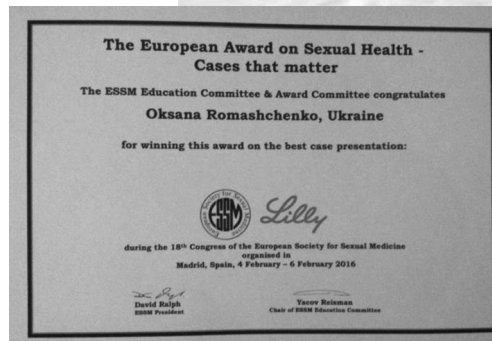 The European Award on Sexual Health -
Cases that matter
The ESSM Education Committee & Award Committee congratulates
Oksana Romashchenko, Ukraine
for winning this award on the best case presentation:
European Society for Sexual Medicine
ESSM
Lilly
during the 18th Congress of the European Society for Sexual Medicine
organised in
Madrid, Spain, 4 February – 6 February 2016
David Ralph
ESSM President
Yacov Reisman
Chair of ESSM Education Committee